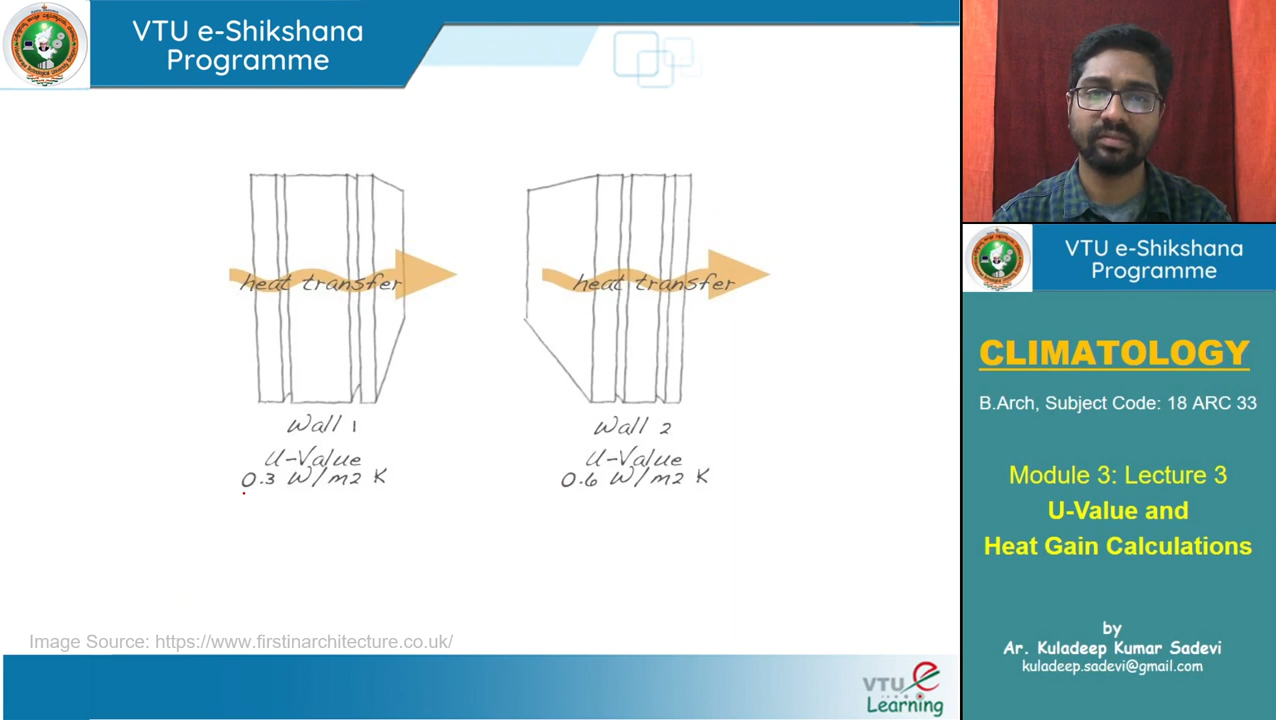 VTU e-Shikshana
Programme
heat transfer
heat transfer
Wall 1
U-Value
0.3 W/m2 K
Wall 2
U-Value
0.6 W/m2 K
Image Source: https://www.firstinarchitecture.co.uk/
VTU e
Learning
VTU e-Shikshana
Programme
CLIMATOLOGY
B.Arch, Subject Code: 18 ARC 33
Module 3: Lecture 3
U-Value and
Heat Gain Calculations
by
Ar. Kuladeep Kumar Sadevi
kuladeep.sadevi@gmail.com